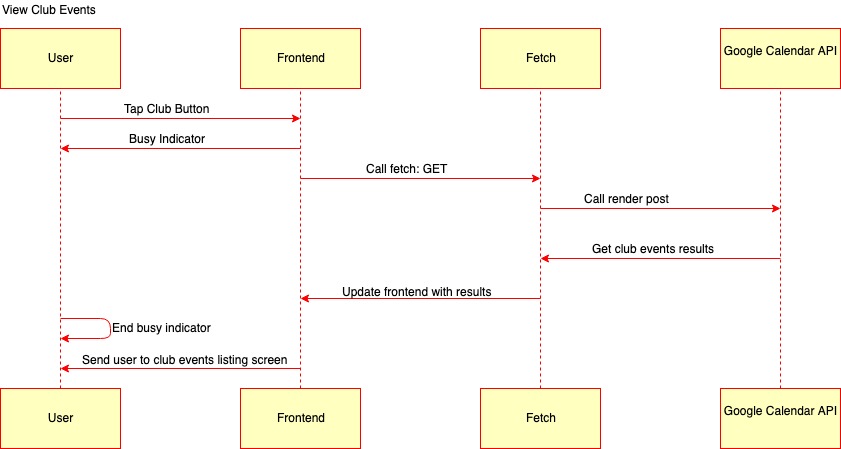 View Club Events
User
Frontend
Fetch
Google Calendar API
Tap Club Button
Busy Indicator
Call fetch: GET
Call render post
Get club events results
Update frontend with results
End busy indicator
Send user to club events listing screen
User
Frontend
Fetch
Google Calendar API